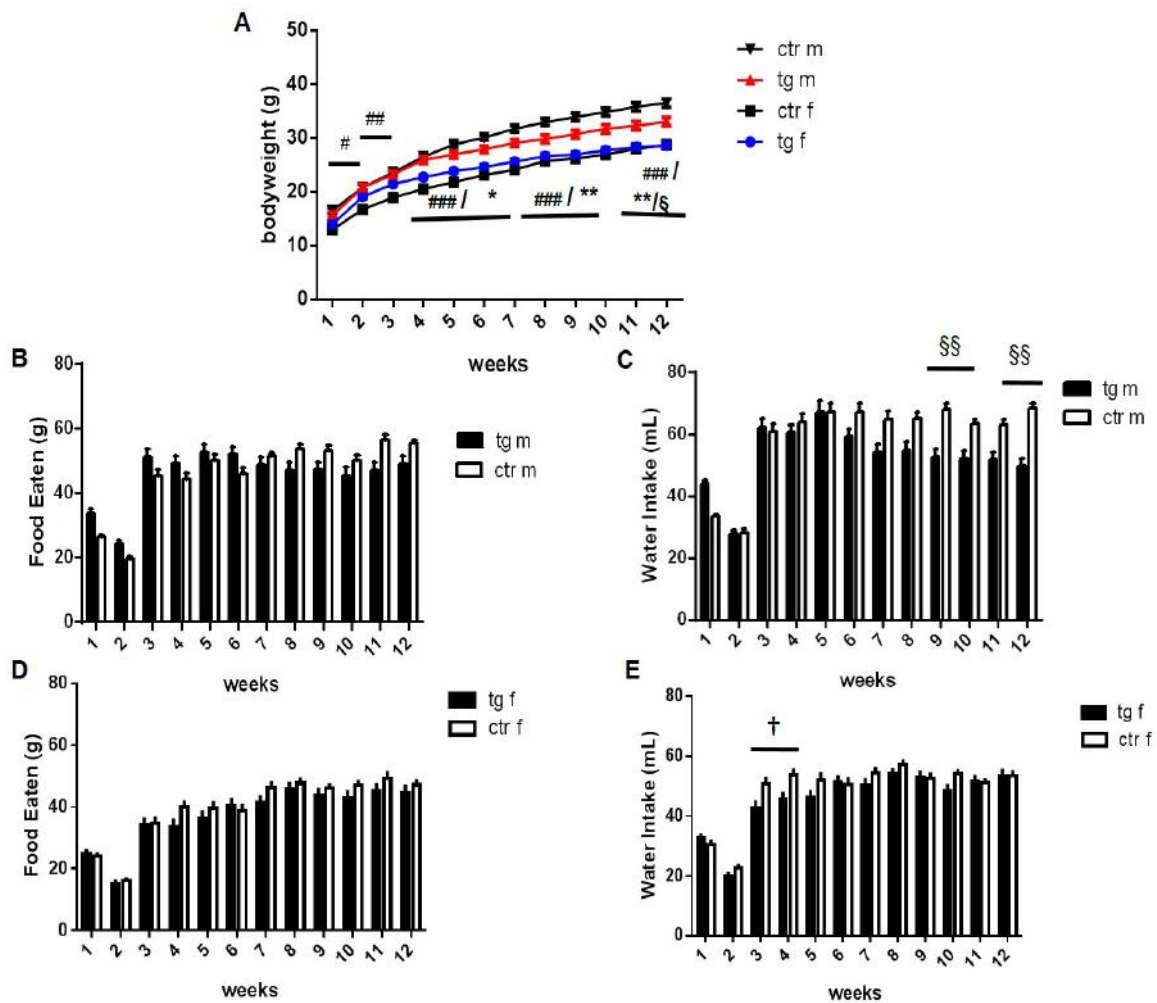 A
50
40
30
20
10
0
bodyweight (g)
#
##
### / *
### / **
### /
**/§
1 2 3 4 5 6 7 8 9 10 11 12
weeks
ctr m
tg m
ctr f
tg f
B
80
60
40
20
0
Food Eaten (g)
1 2 3 4 5 6 7 8 9 10 11 12
weeks
tg m
ctr m
C
80
60
40
20
0
Water Intake (mL)
§§ §§
1 2 3 4 5 6 7 8 9 10 11 12
weeks
tg m
ctr m
D
80
60
40
20
0
Food Eaten (g)
1 2 3 4 5 6 7 8 9 10 11 12
weeks
tg f
ctr f
E
80
60
40
20
0
Water Intake (mL)
†
1 2 3 4 5 6 7 8 9 10 11 12
weeks
tg f
ctr f